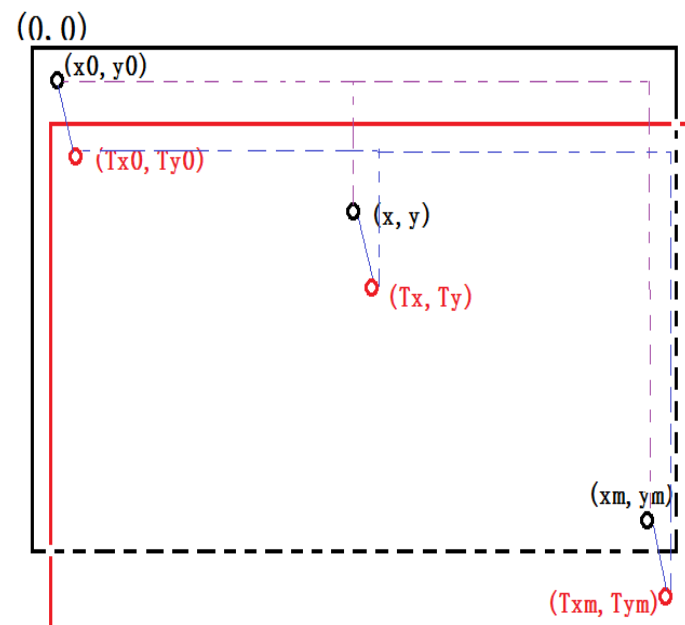 (0,0)
(x0,y0)
(Tx0,Ty0)
(x,y)
(Tx,Ty)
(xm,ym)
(Txm,Tym)